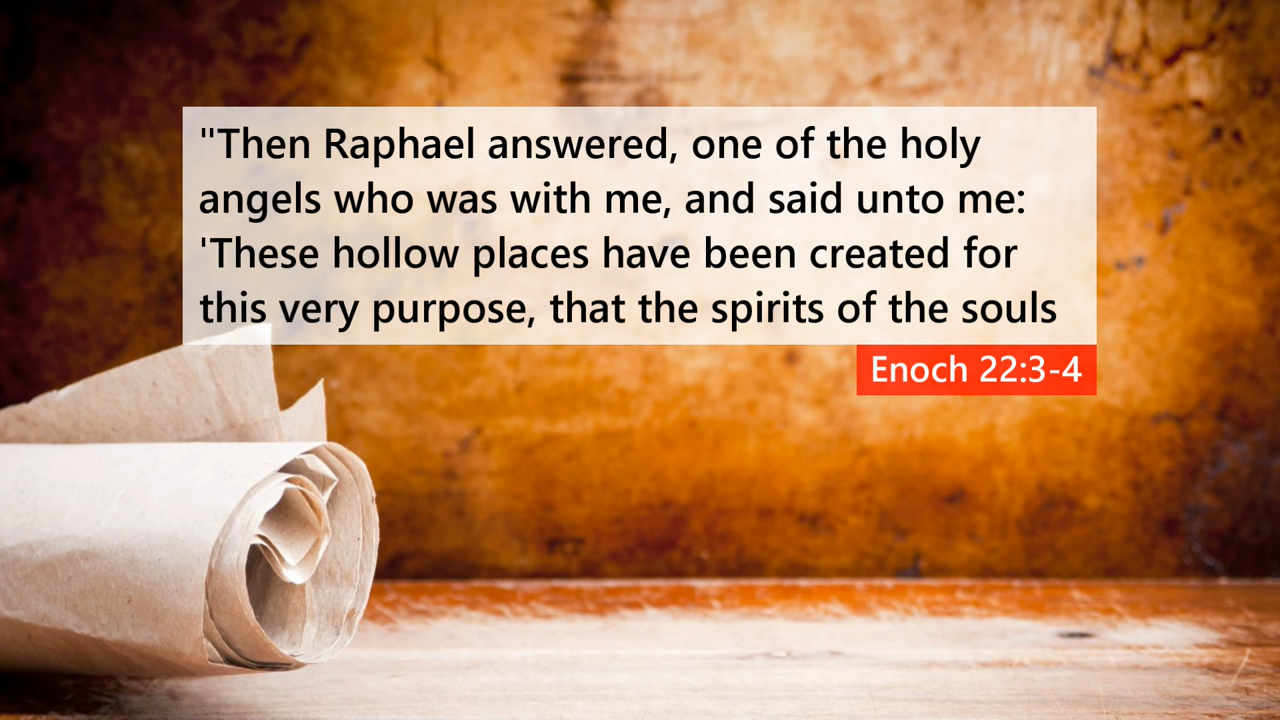 "Then Raphael answered, one of the holy
angels who was with me, and said unto me:
'These hollow places have been created for
this very purpose, that the spirits of the souls
Enoch 22:3-4